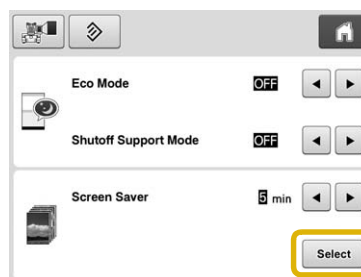 Eco Mode OFF
Shutoff Support Mode OFF
Screen Saver 5 min
Select